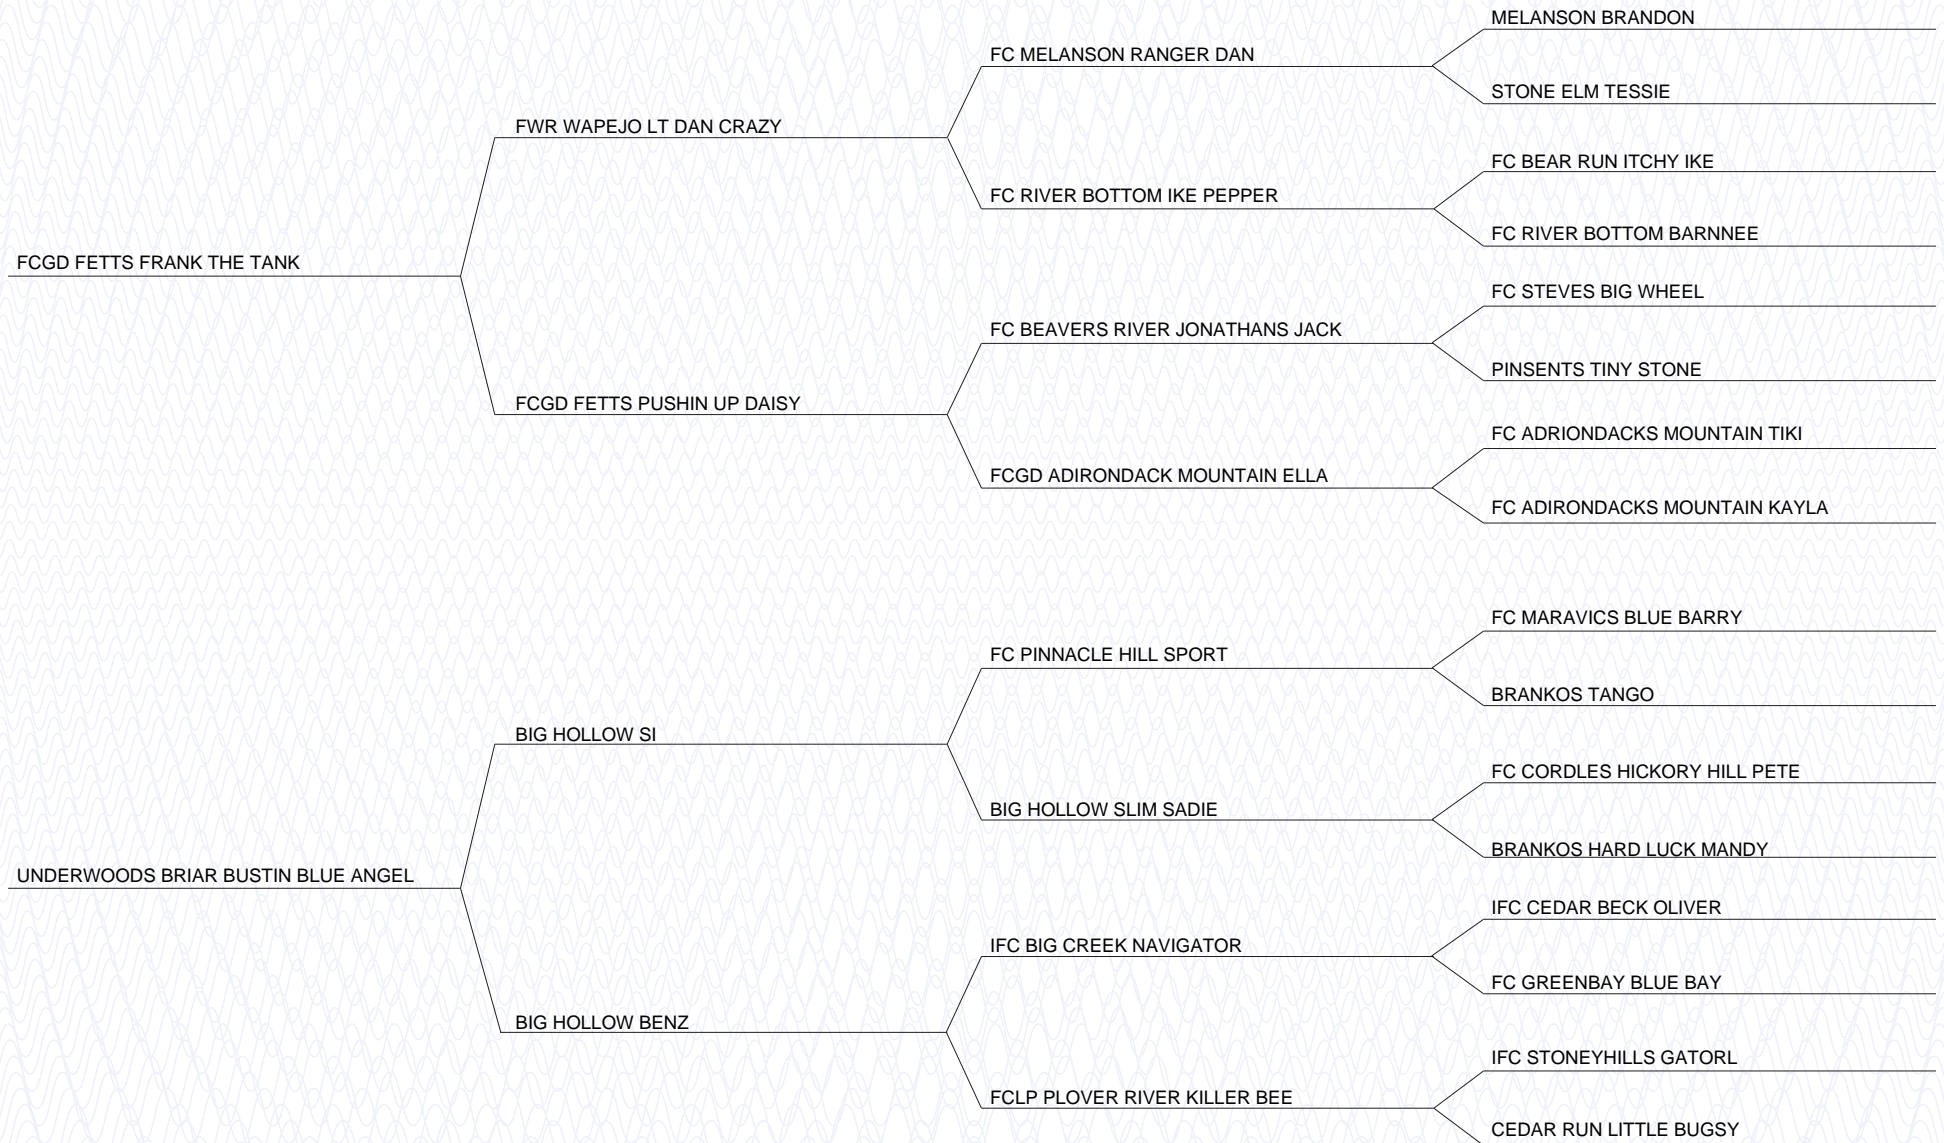 MELANSON BRANDON
FC MELANSON RANGER DAN
STONE ELM TESSIE
FWR WAPEJO LT DAN CRAZY
FC BEAR RUN ITCHY IKE
FC RIVER BOTTOM IKE PEPPER
FC RIVER BOTTOM BARNNEE
FCGD FETTS FRANK THE TANK
FC STEVES BIG WHEEL
FC BEAVERS RIVER JONATHANS JACK
PINSENTS TINY STONE
FCGD FETTS PUSHIN UP DAISY
FC ADRIONDACKS MOUNTAIN TIKI
FCGD ADIRONDACK MOUNTAIN ELLA
FC ADIRONDACKS MOUNTAIN KAYLA
FC MARAVICS BLUE BARRY
FC PINNACLE HILL SPORT
BRANKOS TANGO
BIG HOLLOW SI
FC CORDLES HICKORY HILL PETE
BIG HOLLOW SLIM SADIE
BRANKOS HARD LUCK MANDY
UNDERWOODS BRIAR BUSTIN BLUE ANGEL
IFC CEDAR BECK OLIVER
IFC BIG CREEK NAVIGATOR
FC GREENBAY BLUE BAY
BIG HOLLOW BENZ
IFC STONEYHILLS GATORL
FCLP PLOVER RIVER KILLER BEE
CEDAR RUN LITTLE BUGSY